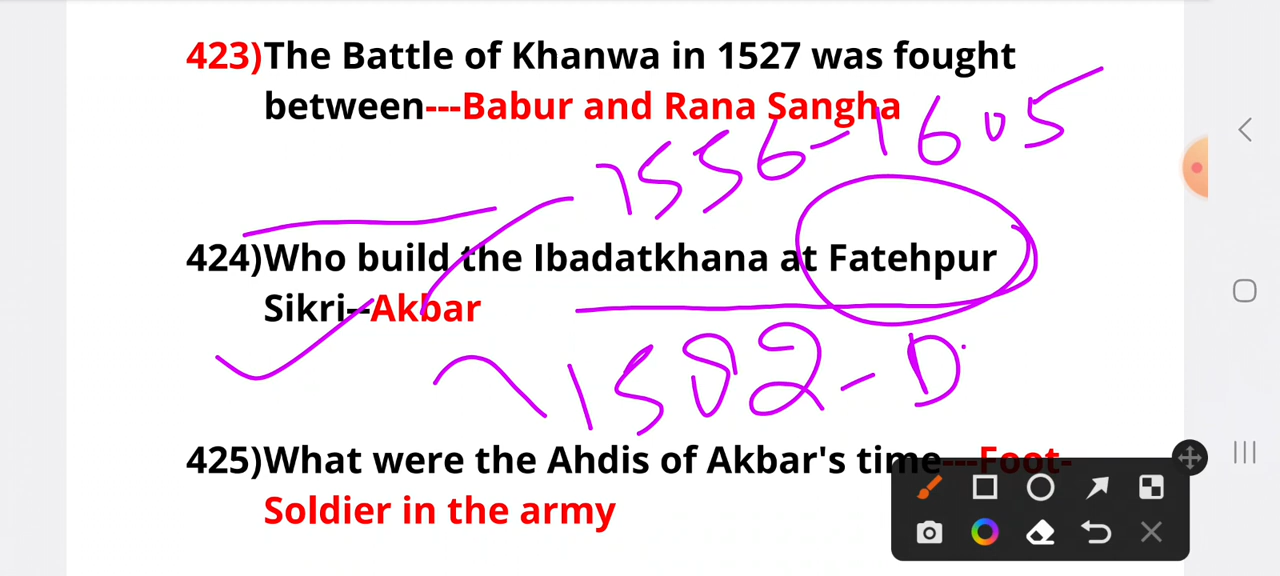 423)The Battle of Khanwa in 1527 was fought
between---Babur and Rana Sangha
1556-1605
424)Who build the Ibadatkhana at Fatehpur
Sikri--Akbar
1582-D
425)What were the Ahdis of Akbar's time---Foot-
Soldier in the army